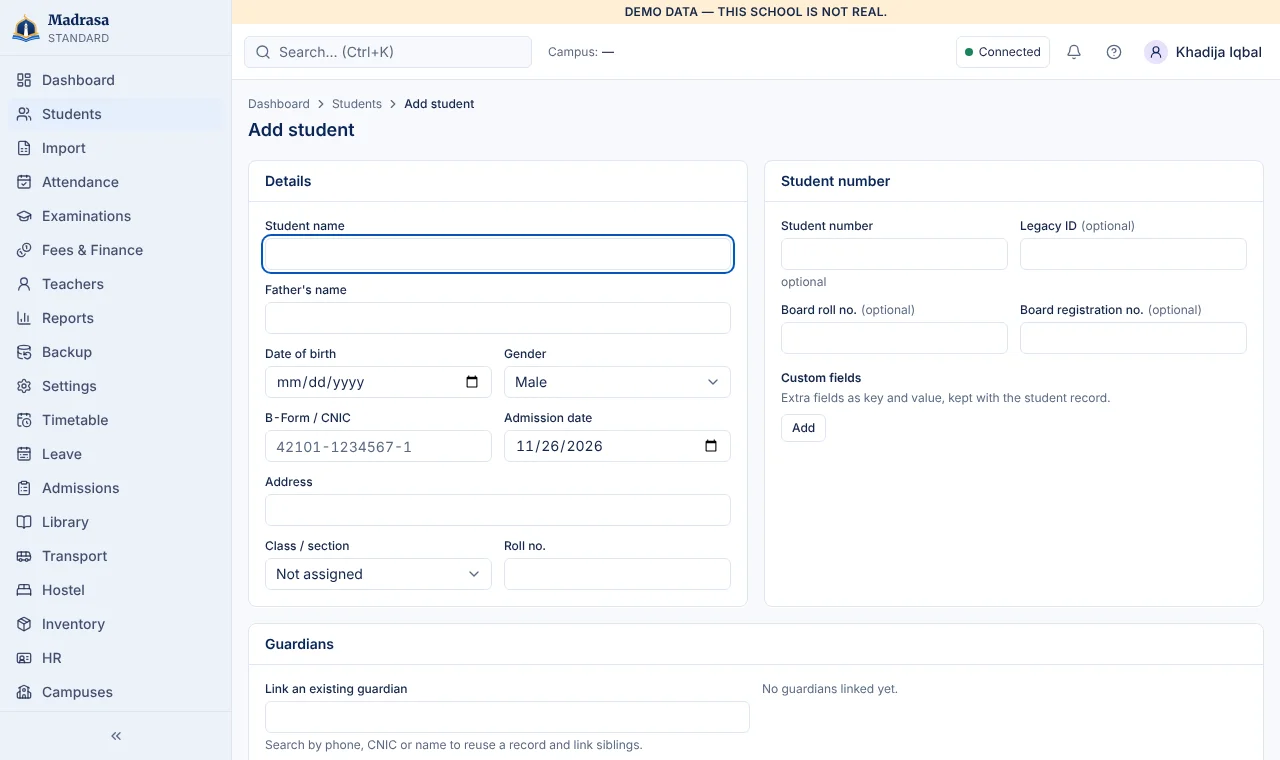 DEMO DATA — THIS SCHOOL IS NOT REAL.
Madrasa
STANDARD
Search... (Ctrl+K)
Campus: —
Connected
Khadija Iqbal
Dashboard
Students
Import
Attendance
Examinations
Fees & Finance
Teachers
Reports
Backup
Settings
Timetable
Leave
Admissions
Library
Transport
Hostel
Inventory
HR
Campuses
«
Dashboard > Students > Add student
Add student
Details
Student name
Father's name
Date of birth
Gender
mm/dd/yyyy
Male
B-Form / CNIC
Admission date
42101-1234567-1
11/26/2026
Address
Class / section
Roll no.
Not assigned
Student number
Student number
Legacy ID (optional)
optional
Board roll no. (optional)
Board registration no. (optional)
Custom fields
Extra fields as key and value, kept with the student record.
Add
Guardians
Link an existing guardian
No guardians linked yet.
Search by phone, CNIC or name to reuse a record and link siblings.